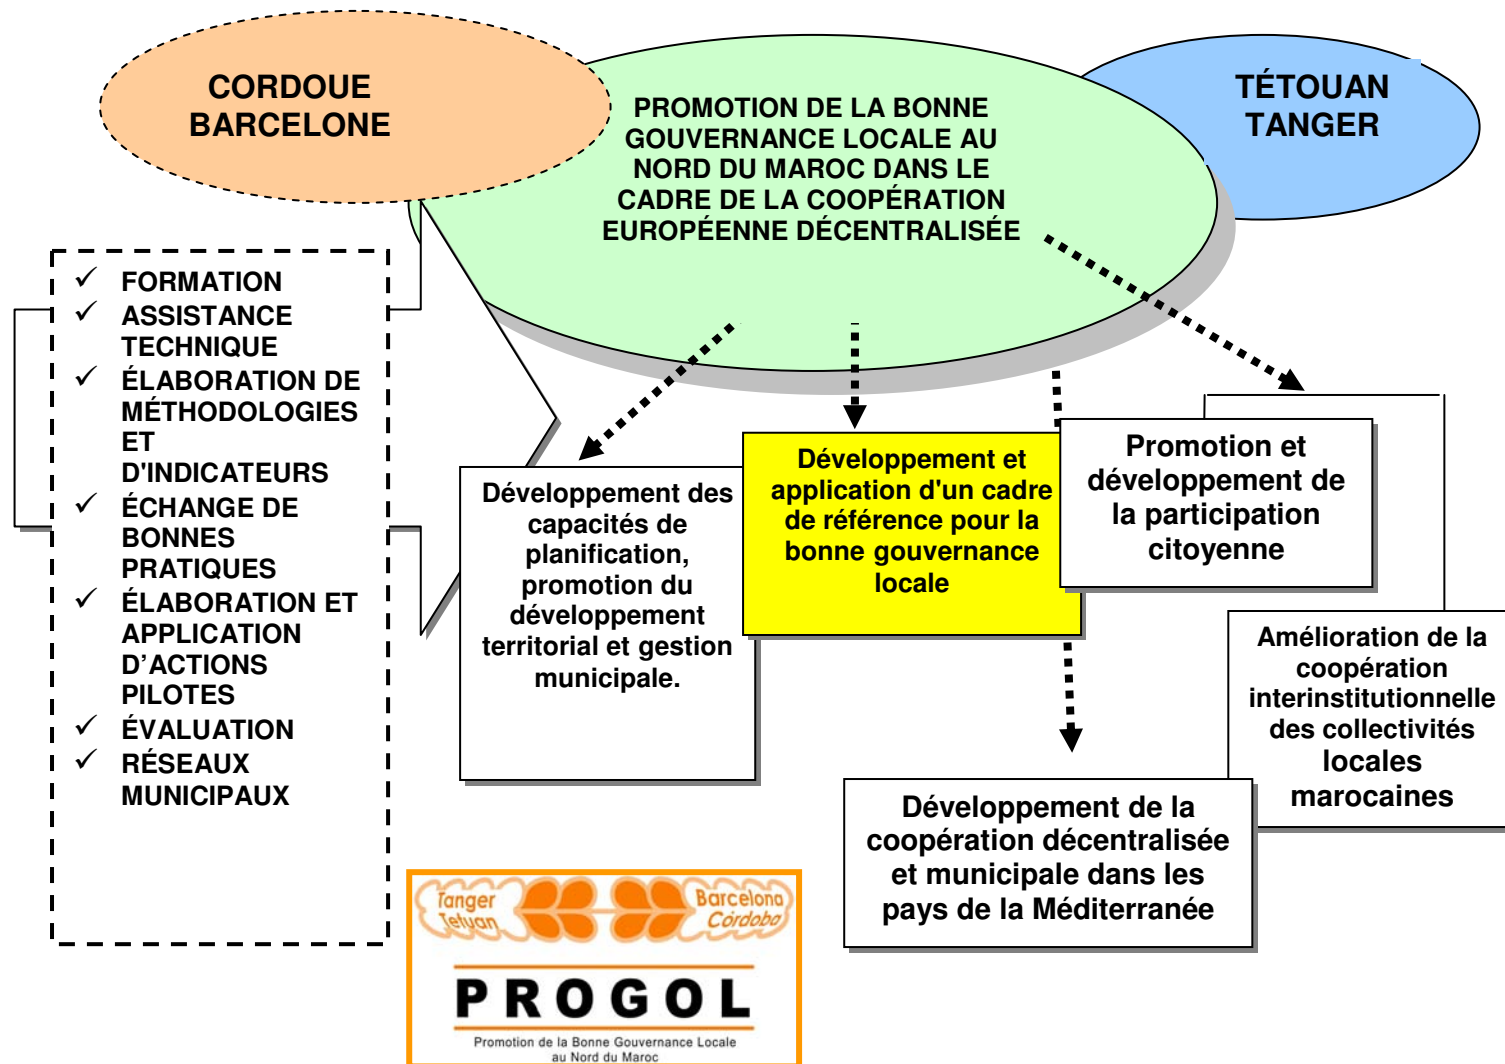 CORDOUE
BARCELONE
PROMOTION DE LA BONNE
GOUVERNANCE LOCALE AU
NORD DU MAROC DANS LE
CADRE DE LA COOPÉRATION
EUROPÉENNE DÉCENTRALISÉE
TÉTOUAN
TANGER
✓ FORMATION
✓ ASSISTANCE
TECHNIQUE
✓ ÉLABORATION DE
MÉTHODOLOGIES
ET
D'INDICATEURS
✓ ÉCHANGE DE
BONNES
PRATIQUES
✓ ÉLABORATION ET
APPLICATION
D’ACTIONS
PILOTES
✓ ÉVALUATION
✓ RÉSEAUX
MUNICIPAUX
Développement des
capacités de
planification,
promotion du
développement
territorial et gestion
municipale.
Développement et
application d'un cadre
de référence pour la
bonne gouvernance
locale
Promotion et
développement de
la participation
citoyenne
Amélioration de la
coopération
interinstitutionnelle
des collectivités
locales
marocaines
Développement de la
coopération décentralisée
et municipale dans les
pays de la Méditerranée
Tanger
Tetuan
Barcelona
Córdoba
PROGOL
Promotion de la Bonne Gouvernance Locale
au Nord du Maroc